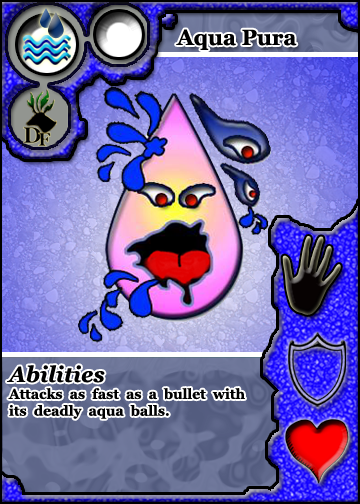 Aqua Pura
DF
Abilities
Attacks as fast as a bullet with
its deadly aqua balls.